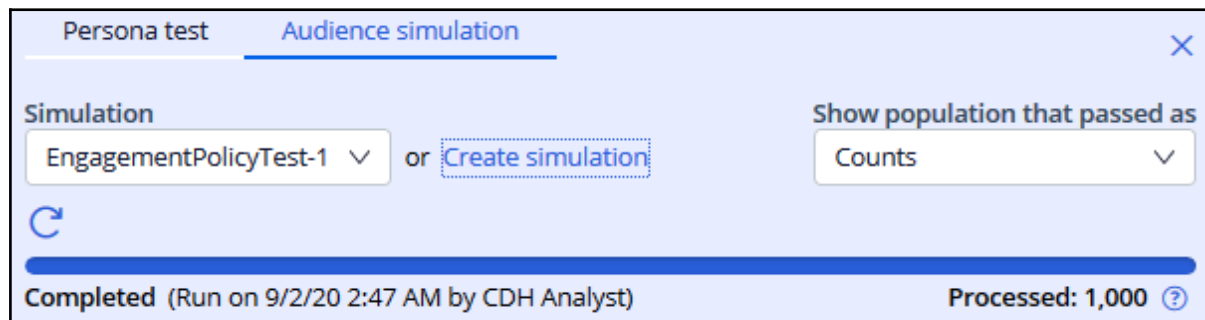 Persona test Audience simulation
Simulation Show population that passed as
EngagementPolicyTest-1 or Create simulation Counts
Completed (Run on 9/2/20 2:47 AM by CDH Analyst) Processed: 1,000 ?